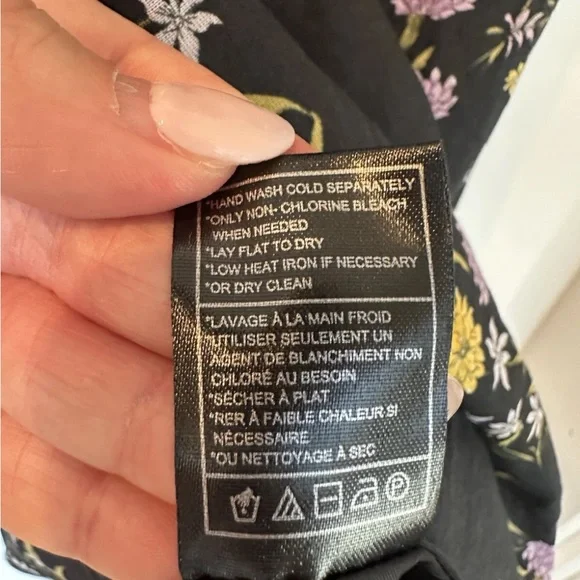 *HAND WASH COLD SEPARATELY
*ONLY NON- CHLORINE BLEACH
WHEN NEEDED
*LAY FLAT TO DRY
*LOW HEAT IRON IF NECESSARY
*OR DRY CLEAN
*LAVAGE À LA MAIN FROID
*UTILISER SEULEMENT UN
AGENT DE BLANCHIMENT NON
CHLORÉ AU BESOIN
*SÉCHER À PLAT
*RER À FAIBLE CHALEUR SI
NÉCESSAIRE
*OU NETTOYAGE À SEC
P